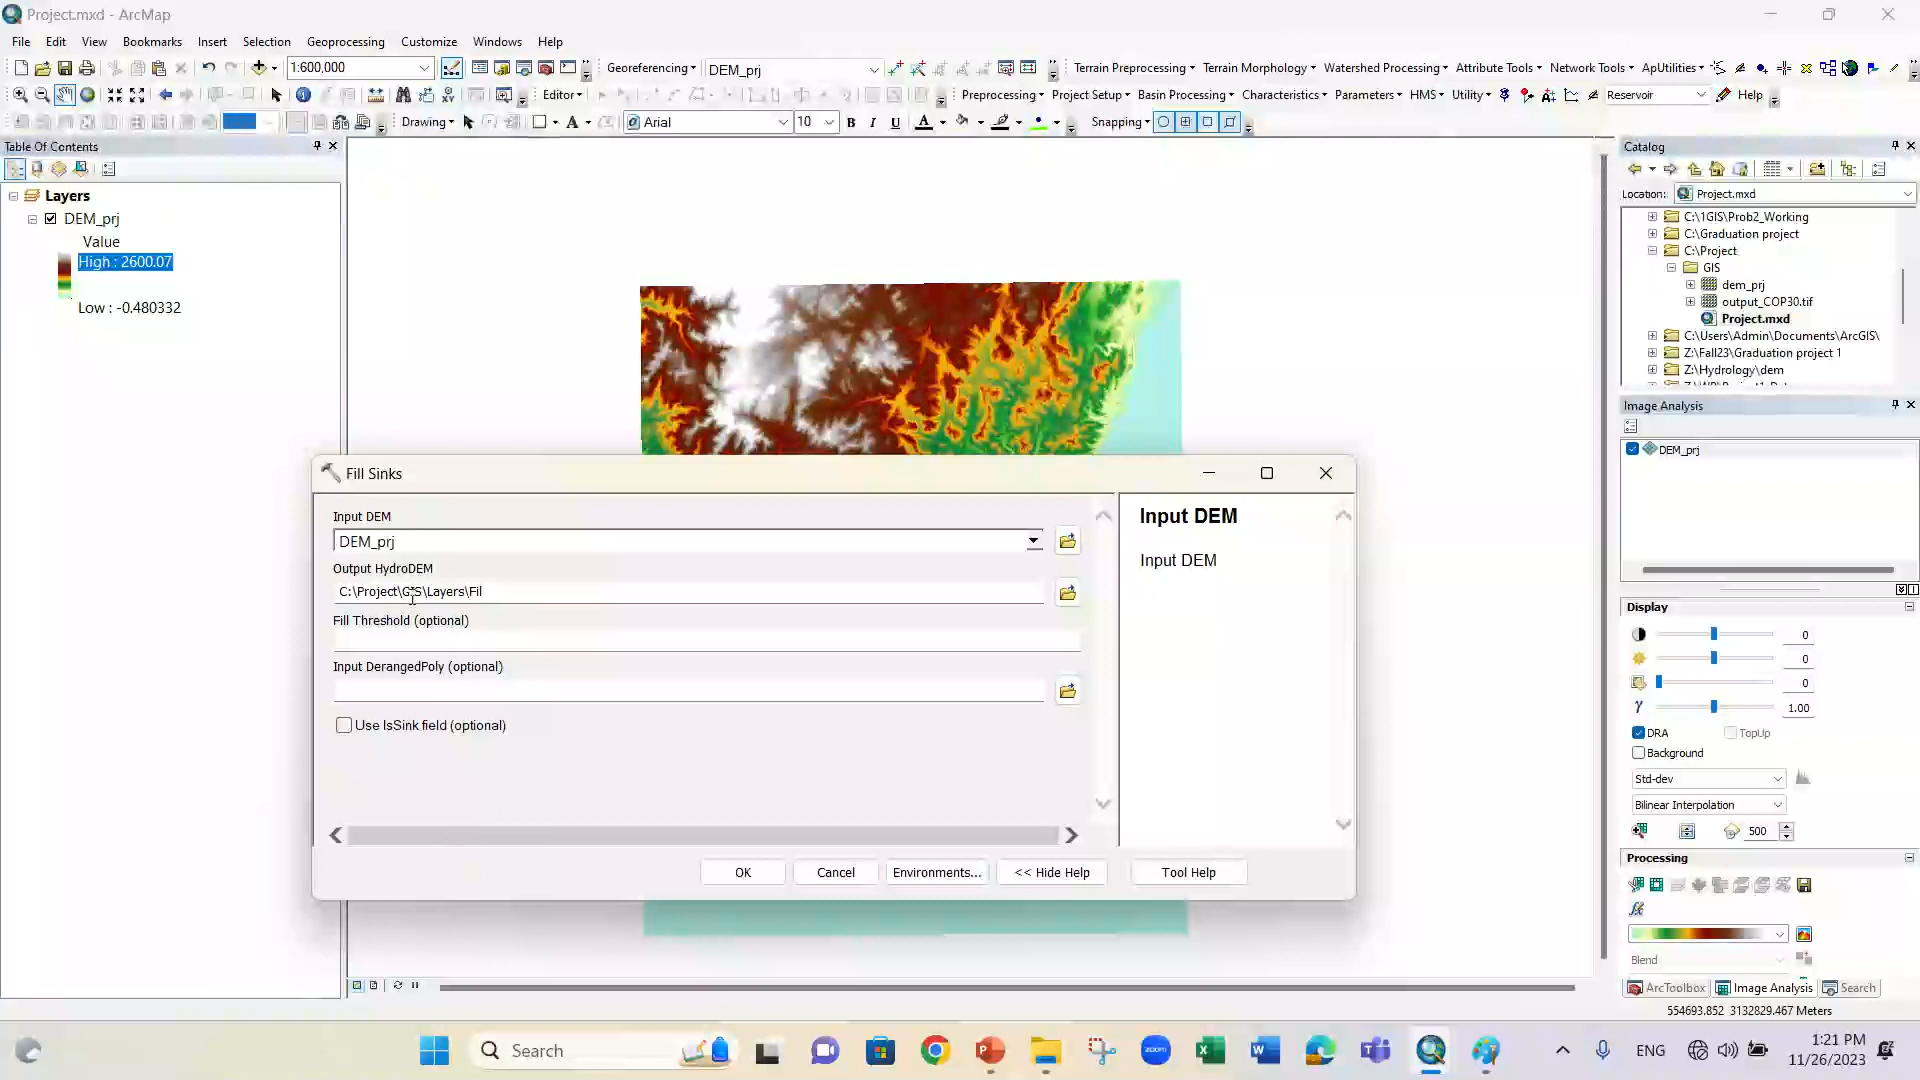 Project.mxd - ArcMap
File Edit View Bookmarks Insert Selection Geoprocessing Customize Windows Help
1:600,000 Georeferencing DEM_prj Terrain Preprocessing Terrain Morphology Watershed Processing Attribute Tools Network Tools ApUtilities
Editor Preprocessing Project Setup Basin Processing Characteristics Parameters HMS Utility Reservoir Help
Drawing Arial 10 B I U A Snapping
Table Of Contents
Layers
DEM_prj
Value
High : 2600.07
Low : -0.480332
Fill Sinks
Input DEM
DEM_prj
Output HydroDEM
C:\Project\GIS\Layers\Fil
Fill Threshold (optional)
Input DerangedPoly (optional)
Use IsSink field (optional)
Input DEM
Input DEM
OK Cancel Environments... << Hide Help Tool Help
Catalog
Location: Project.mxd
C:\1GIS\Prob2_Working
C:\Graduation project
C:\Project
GIS
dem_prj
output_COP30.tif
Project.mxd
C:\Users\Admin\Documents\ArcGIS\
Z:\Fall23\Graduation project 1
Z:\Hydrology\dem
Image Analysis
DEM_prj
Display
0
0
0
γ 1.00
DRA TopUp
Background
Std-dev
Bilinear Interpolation
500
Processing
Blend
ArcToolbox Image Analysis Search
554693.852 3132829.467 Meters
Search
zoom
ENG
1:21 PM
11/26/2023